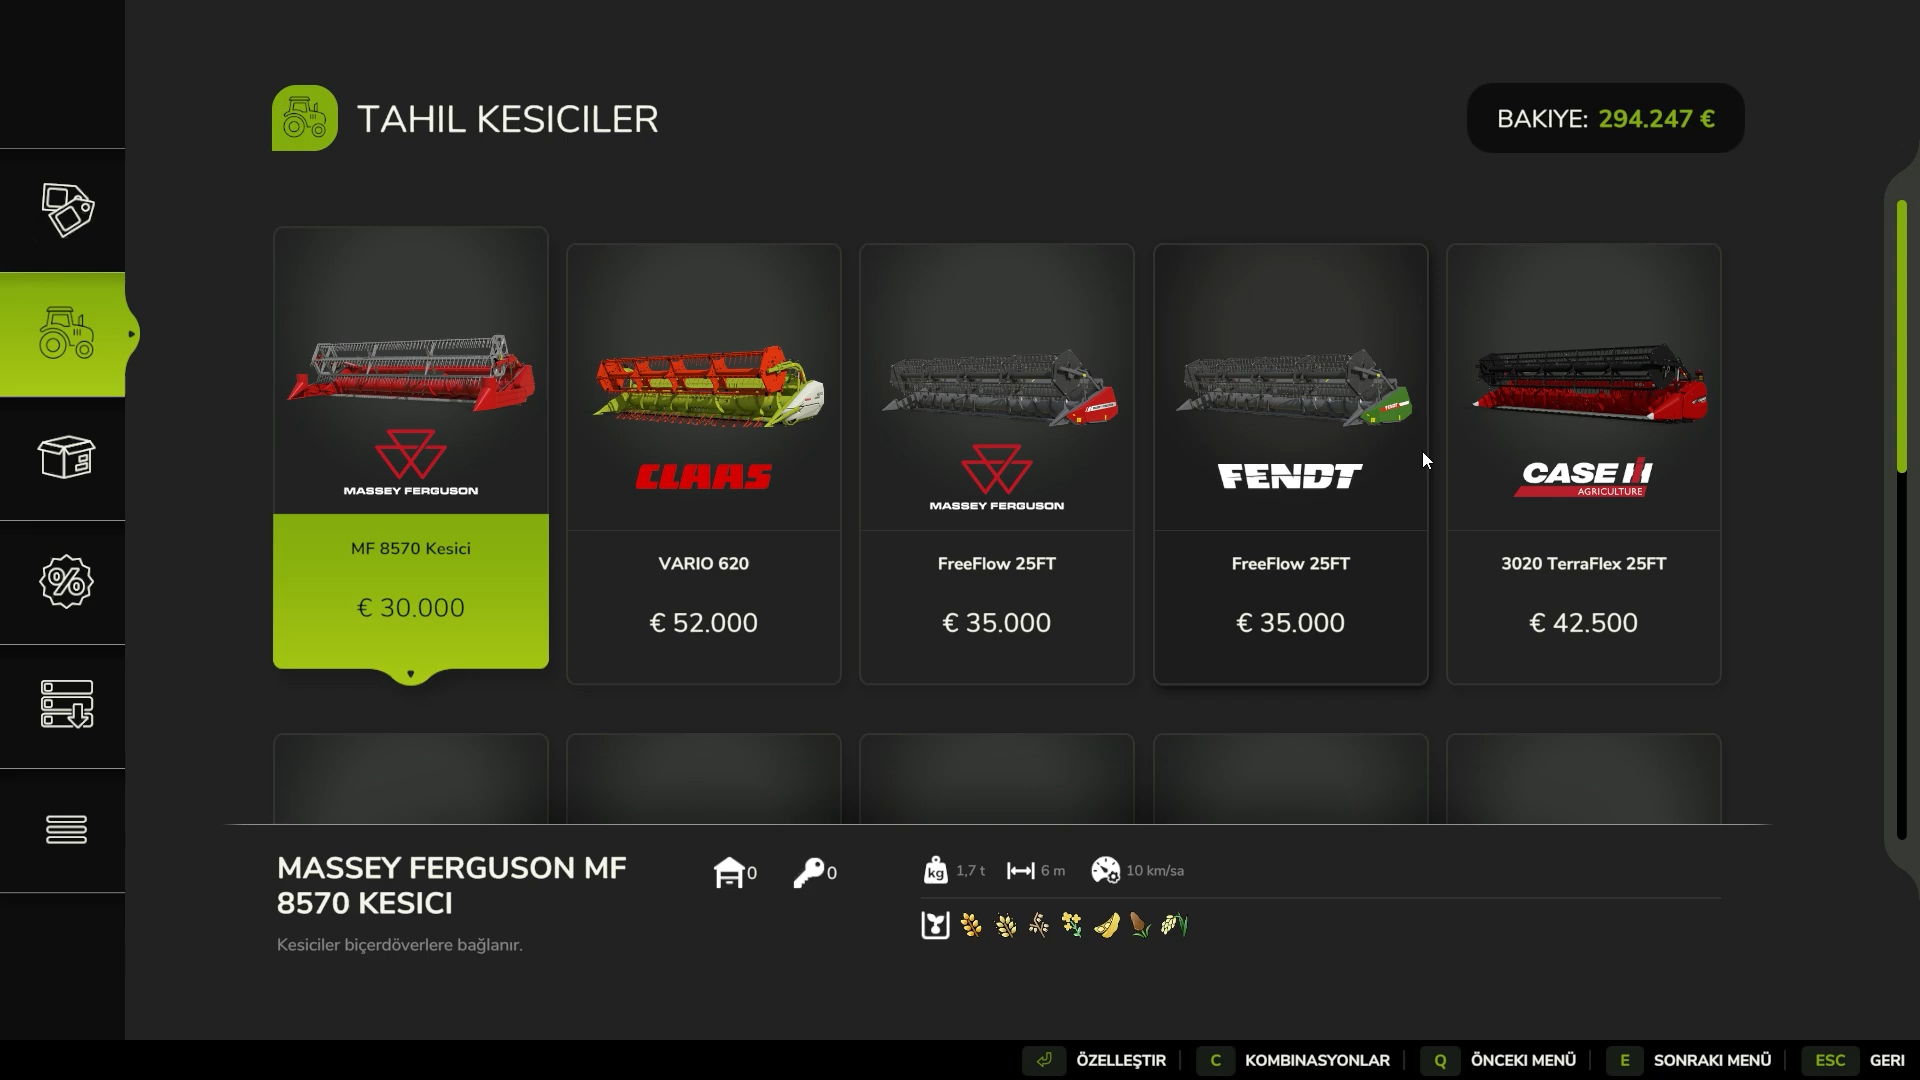 TAHIL KESICILER
BAKIYE: 294.247 €
MASSEY FERGUSON
MF 8570 Kesici
€ 30.000
CLAAS
VARIO 620
€ 52.000
MASSEY FERGUSON
FreeFlow 25FT
€ 35.000
FENDT
FreeFlow 25FT
€ 35.000
CASE IH
AGRICULTURE
3020 TerraFlex 25FT
€ 42.500
MASSEY FERGUSON MF
8570 KESICI
Kesiciler biçerdöverlere bağlanır.
0
0
kg 1,7 t
6 m
10 km/sa
ÖZELLEŞTIR
C KOMBINASYONLAR
Q ÖNCEKI MENÜ
E SONRAKI MENÜ
ESC GERI